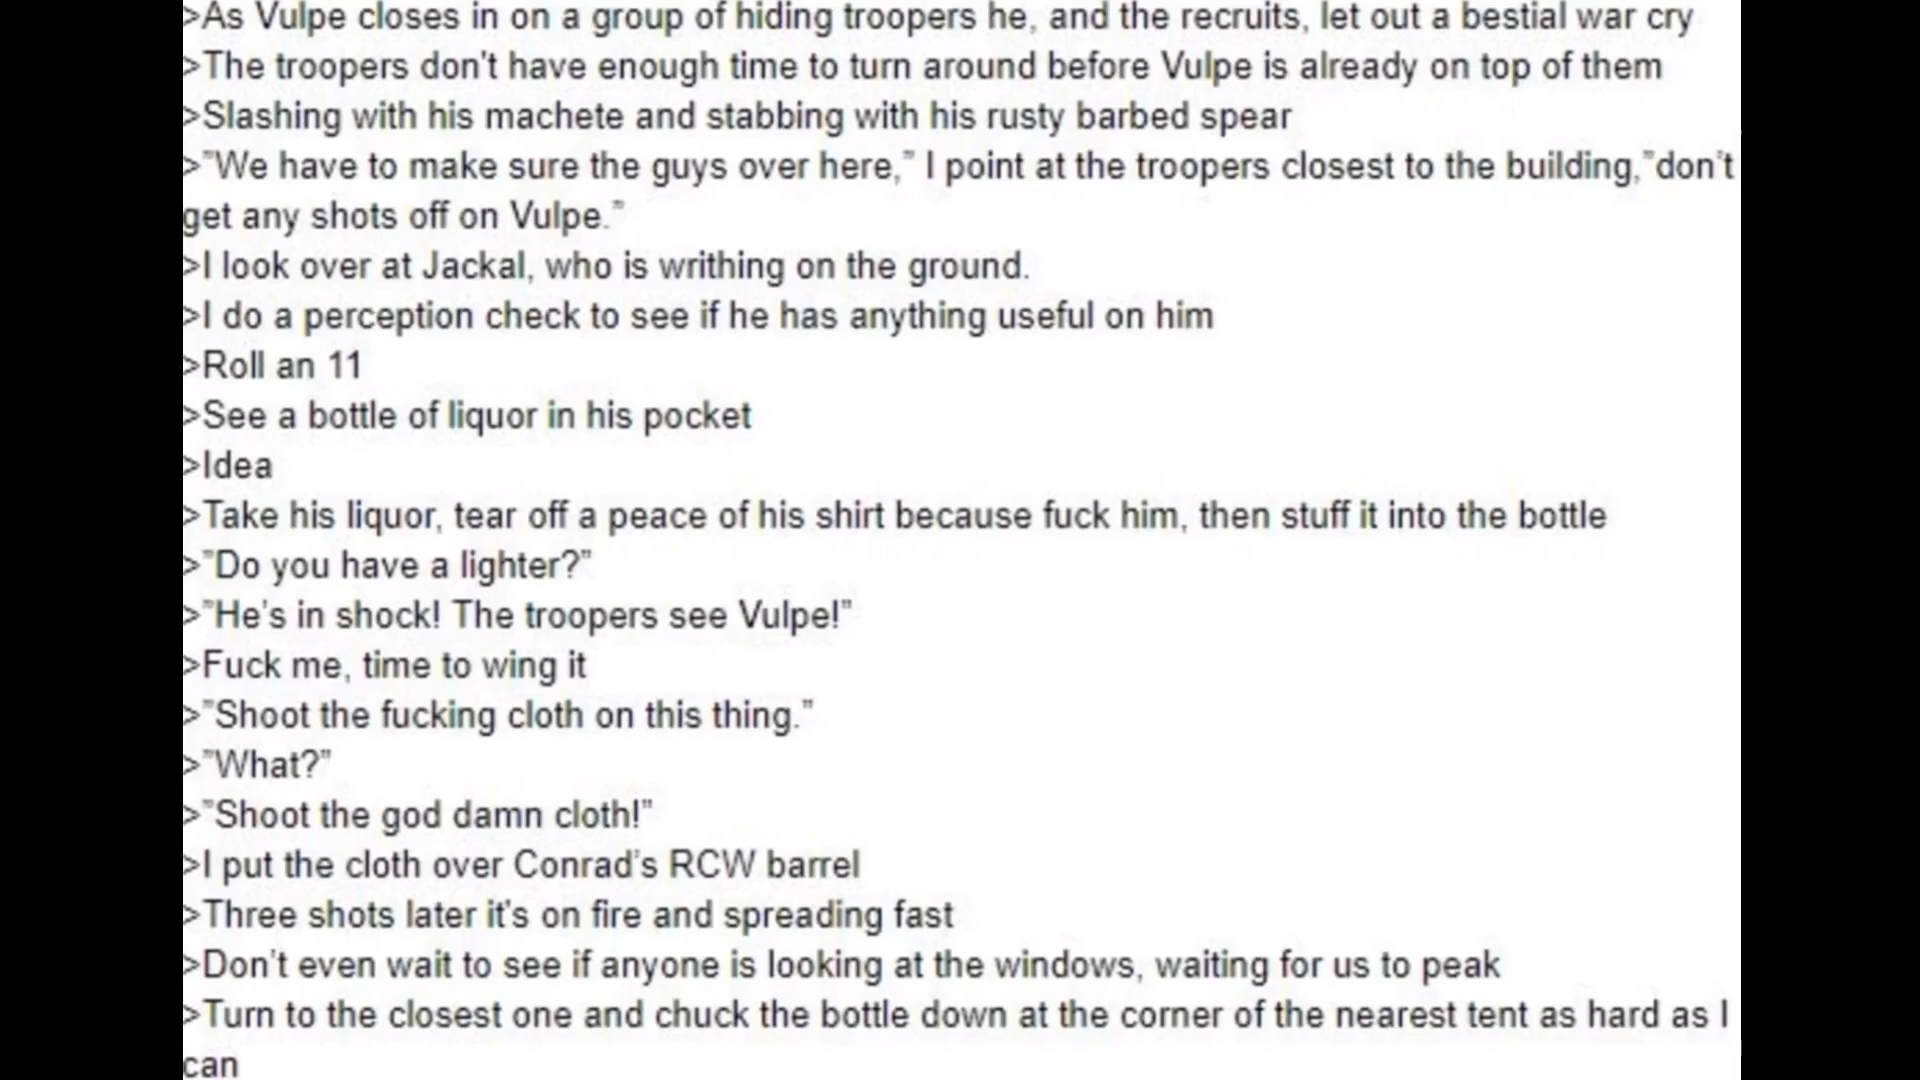 >As Vulpe closes in on a group of hiding troopers he, and the recruits, let out a bestial war cry
>The troopers don't have enough time to turn around before Vulpe is already on top of them
>Slashing with his machete and stabbing with his rusty barbed spear
>"We have to make sure the guys over here," I point at the troopers closest to the building,"don't
get any shots off on Vulpe."
>I look over at Jackal, who is writhing on the ground.
>I do a perception check to see if he has anything useful on him
>Roll an 11
>See a bottle of liquor in his pocket
>Idea
>Take his liquor, tear off a peace of his shirt because fuck him, then stuff it into the bottle
>"Do you have a lighter?"
>"He's in shock! The troopers see Vulpe!"
>Fuck me, time to wing it
>"Shoot the fucking cloth on this thing."
>"What?"
>"Shoot the god damn cloth!"
>I put the cloth over Conrad's RCW barrel
>Three shots later it's on fire and spreading fast
>Don't even wait to see if anyone is looking at the windows, waiting for us to peak
>Turn to the closest one and chuck the bottle down at the corner of the nearest tent as hard as I
can